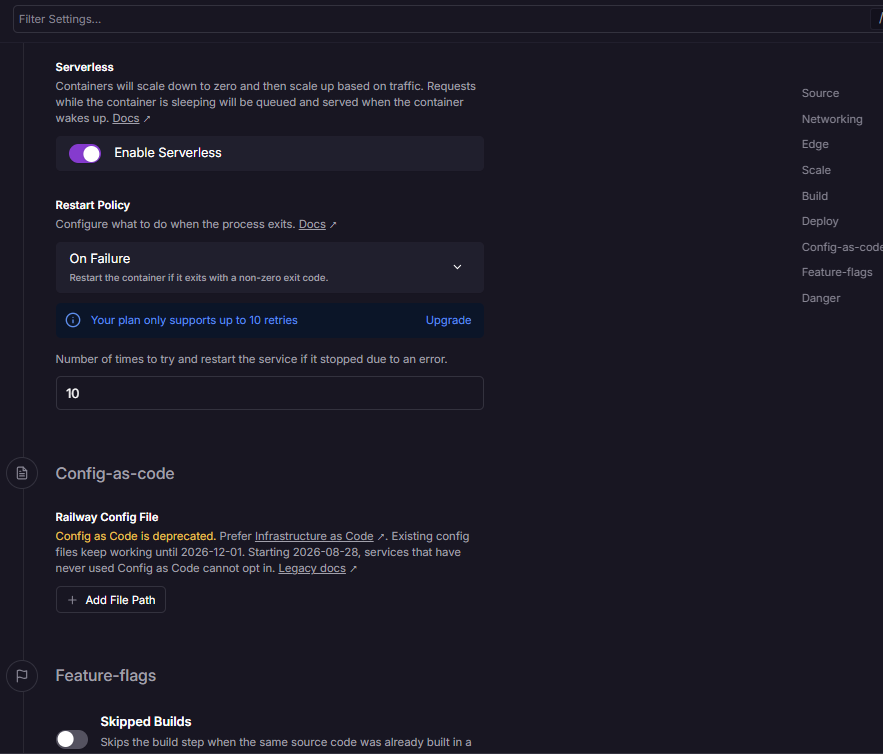 Filter Settings...
/
Serverless
Containers will scale down to zero and then scale up based on traffic. Requests
while the container is sleeping will be queued and served when the container
wakes up. Docs ↗
Enable Serverless
Restart Policy
Configure what to do when the process exits. Docs ↗
On Failure
Restart the container if it exits with a non-zero exit code.
Your plan only supports up to 10 retries
Upgrade
Number of times to try and restart the service if it stopped due to an error.
10
Config-as-code
Railway Config File
Config as Code is deprecated. Prefer Infrastructure as Code ↗. Existing config
files keep working until 2026-12-01. Starting 2026-08-28, services that have
never used Config as Code cannot opt in. Legacy docs ↗
+ Add File Path
Feature-flags
Skipped Builds
Skips the build step when the same source code was already built in a
Source
Networking
Edge
Scale
Build
Deploy
Config-as-code
Feature-flags
Danger